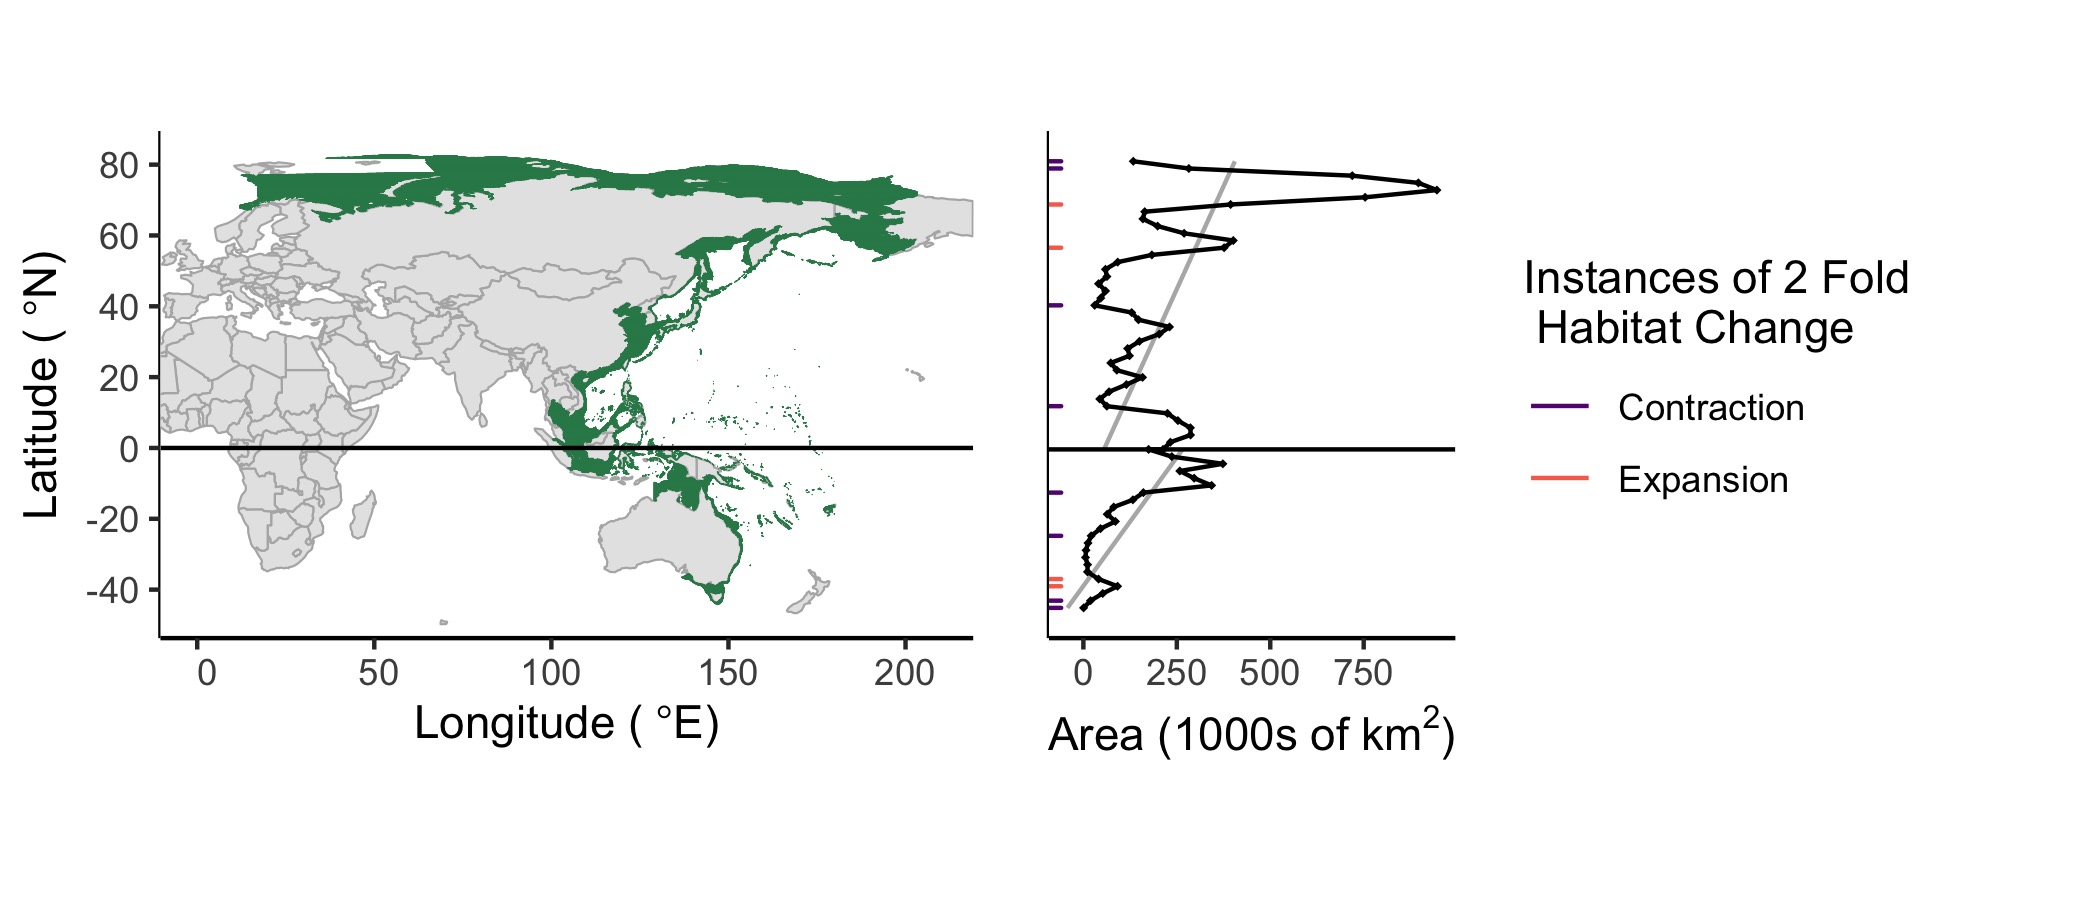 Latitude ( °N)
80
60
40
20
0
-20
-40
0
50
100
150
200
Longitude ( °E)
0
250
500
750
Area (1000s of km²)
Instances of 2 Fold
Habitat Change
Contraction
Expansion